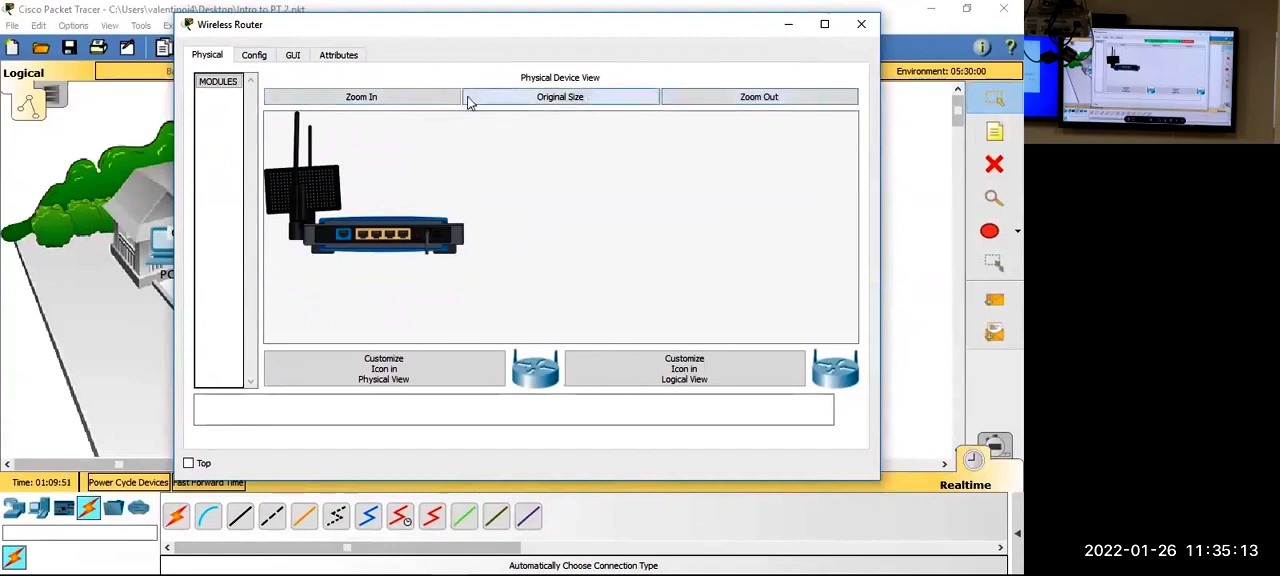 Cisco Packet Tracer - C:\Users\valentinoj4\Desktop\Intro to PT 2.pkt
File Edit Options View Tools
Wireless Router
Logical
Environment: 05:30:00
Physical Config GUI Attributes
MODULES
Physical Device View
Zoom In Original Size Zoom Out
PC
Customize
Icon in
Physical View
Customize
Icon in
Logical View
Top
Time: 01:09:51 Power Cycle Devices Fast Forward Time
Realtime
Automatically Choose Connection Type
2022-01-26 11:35:13